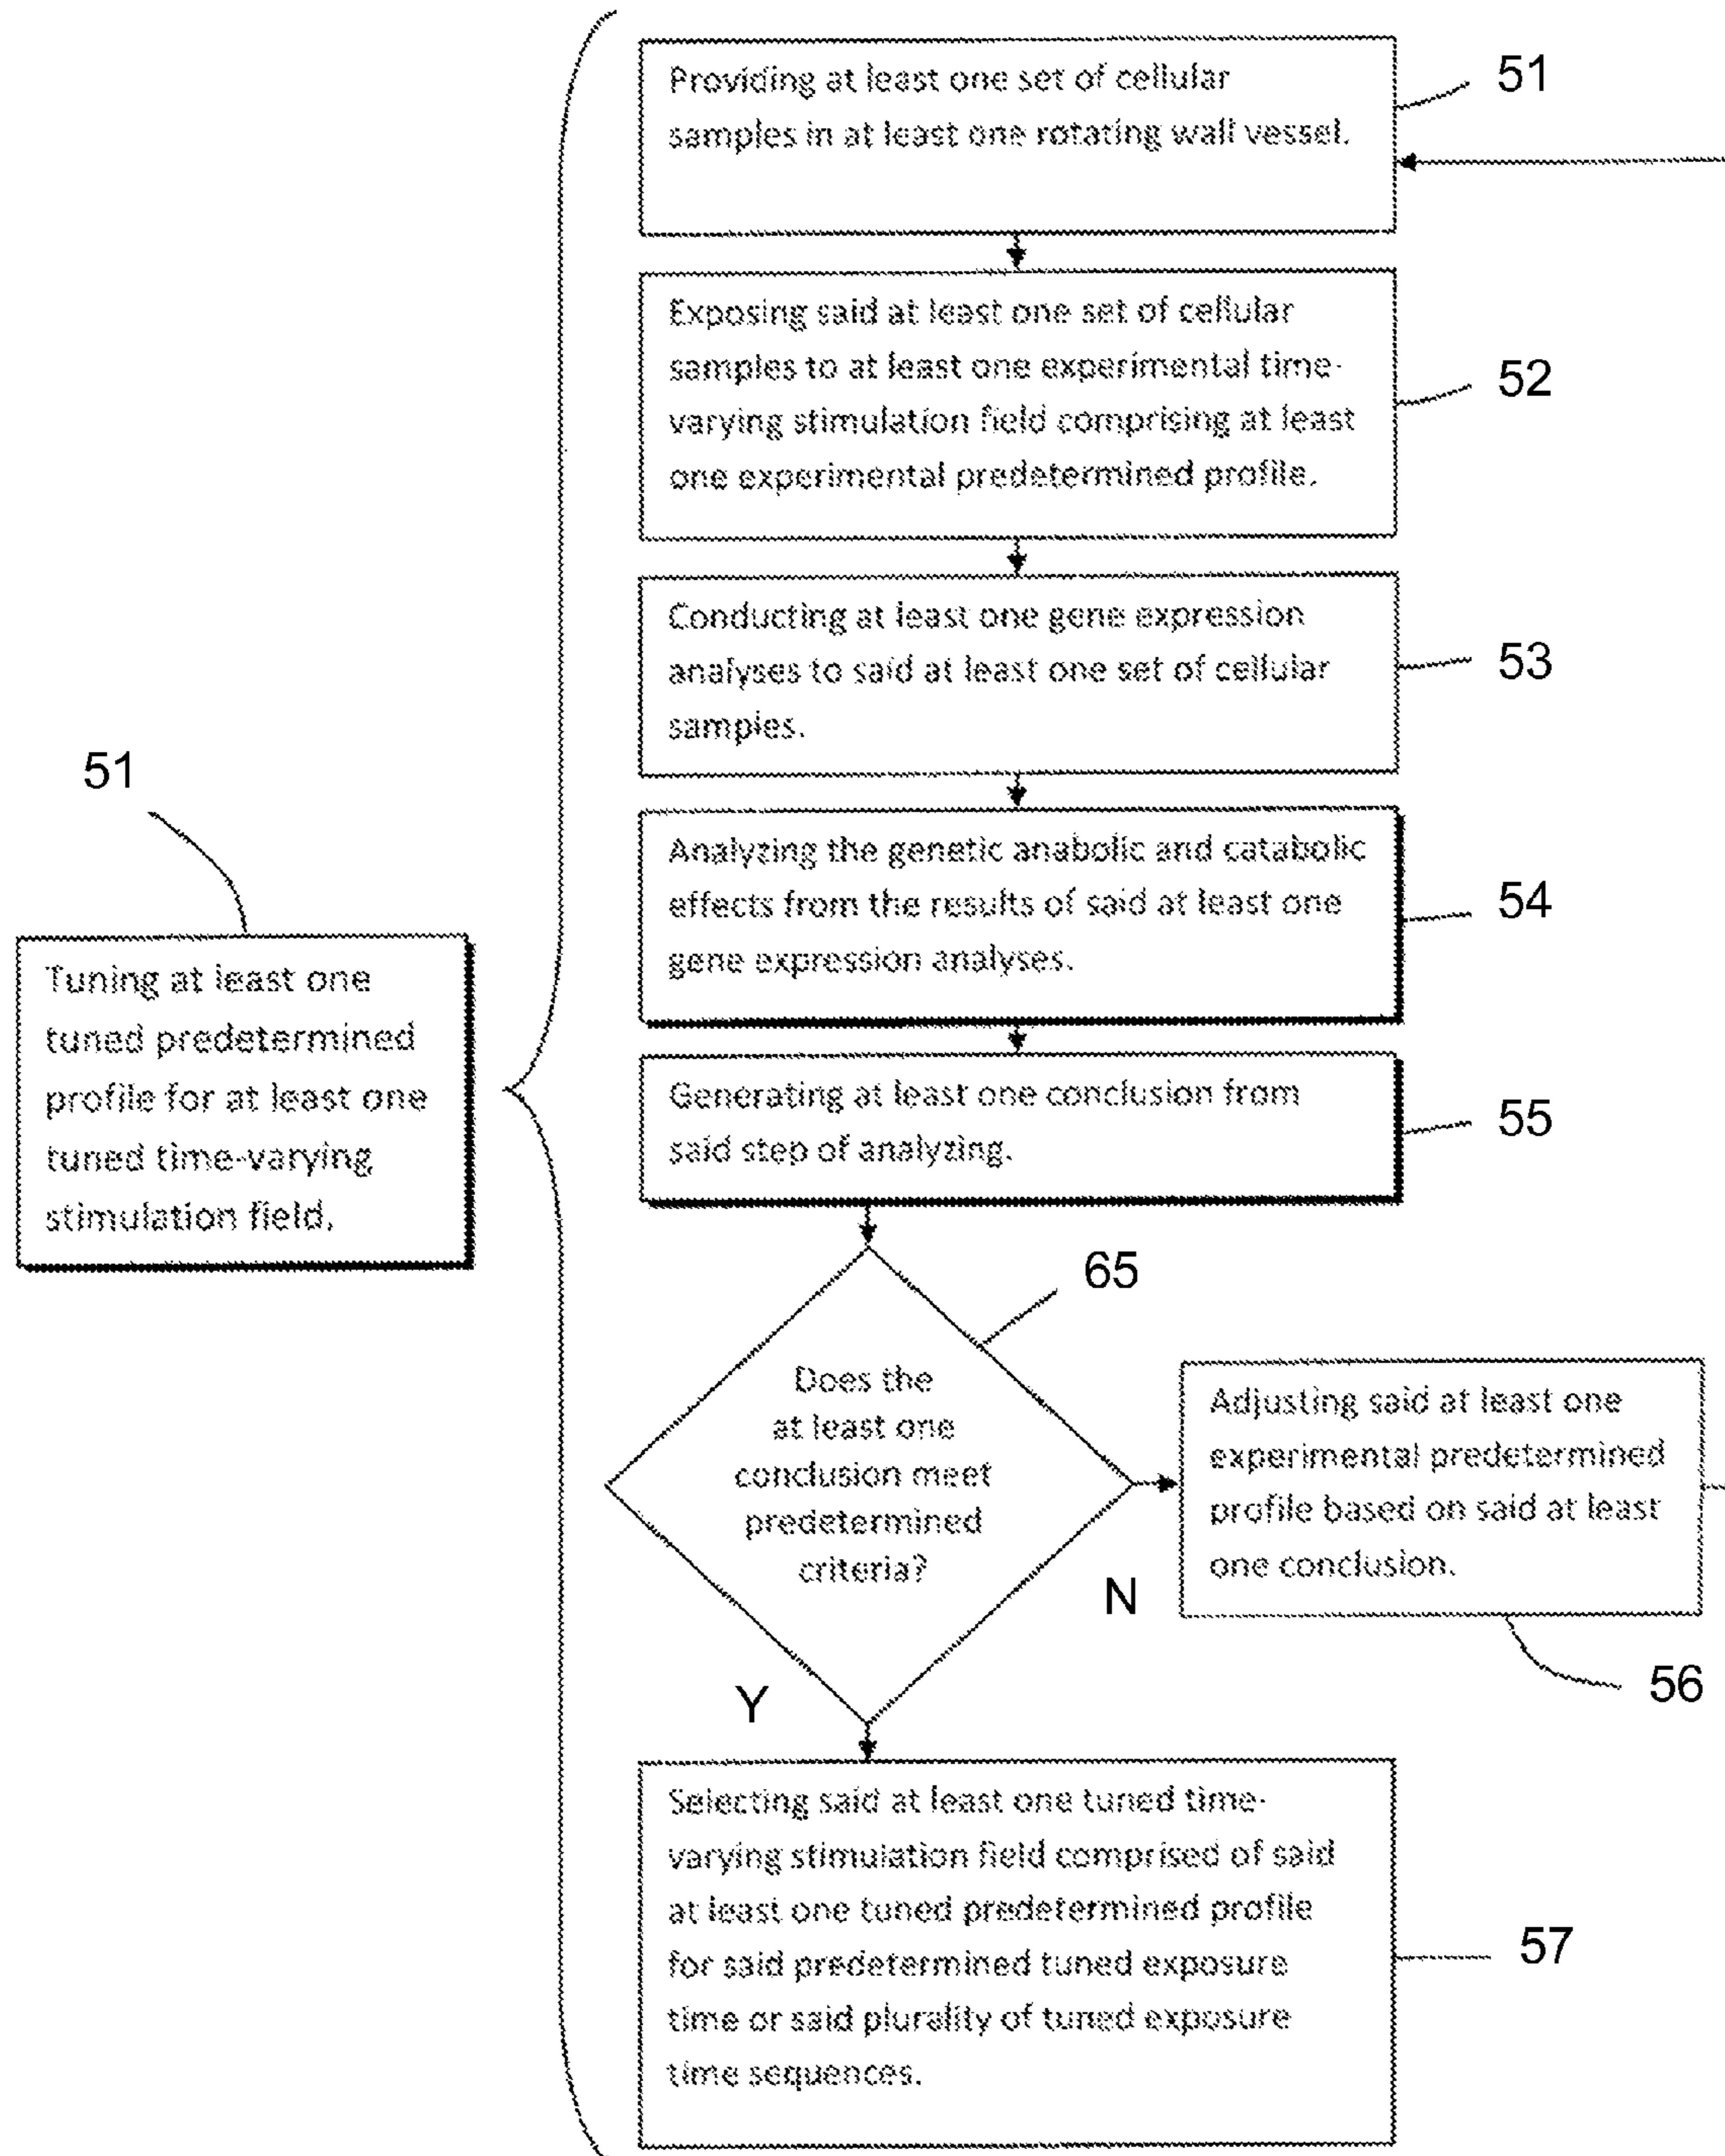 51
Tuning at least one
tuned predetermined
profile for at least one
tuned time-varying
stimulation field.
Providing at least one set of cellular
samples in at least one rotating wall vessel.
51
Exposing said at least one set of cellular
samples to at least one experimental time-
varying stimulation field comprising at least
one experimental predetermined profile.
52
Conducting at least one gene expression
analyses to said at least one set of cellular
samples.
53
Analyzing the genetic anabolic and catabolic
effects from the results of said at least one
gene expression analyses.
54
Generating at least one conclusion from
said step of analyzing.
55
65
Does the
at least one
conclusion meet
predetermined
criteria?
N
Adjusting said at least one
experimental predetermined
profile based on said at least
one conclusion.
56
Y
Selecting said at least one tuned time-
varying stimulation field comprised of said
at least one tuned predetermined profile
for said predetermined tuned exposure
time or said plurality of tuned exposure
time sequences.
57